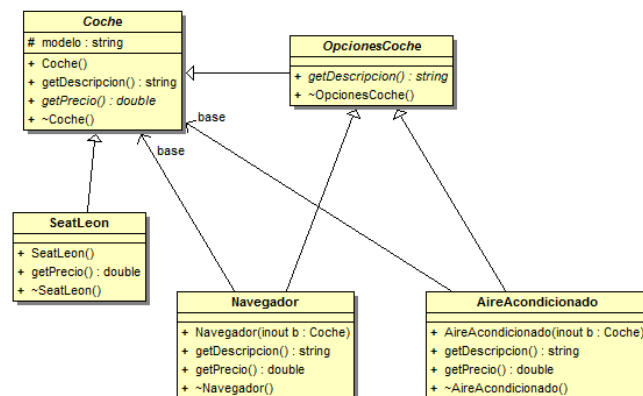 Coche
# modelo : string
+ Coche()
+ getDescripcion() : string
+ getPrecio() : double
+ ~Coche()
OpcionesCoche
+ getDescripcion() : string
+ ~OpcionesCoche()
base
base
SeatLeon
+ SeatLeon()
+ getPrecio() : double
+ ~SeatLeon()
Navegador
+ Navegador(inout b : Coche)
+ getDescripcion() : string
+ getPrecio() : double
+ ~Navegador()
AireAcondicionado
+ AireAcondicionado(inout b : Coche)
+ getDescripcion() : string
+ getPrecio() : double
+ ~AireAcondicionado()